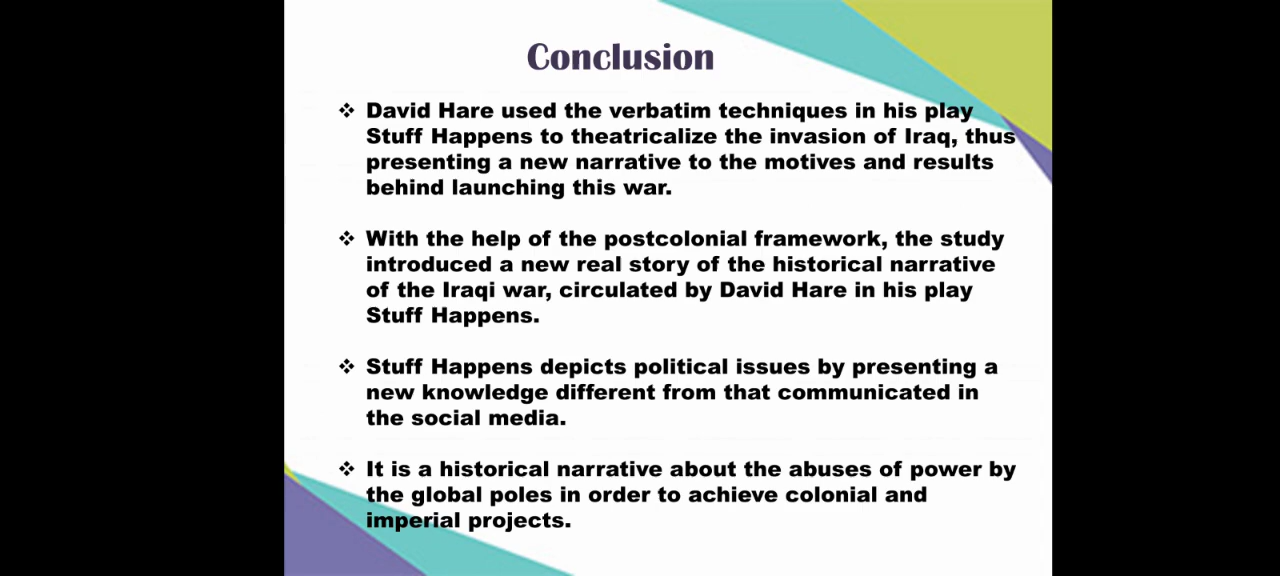 Conclusion
❖ David Hare used the verbatim techniques in his play
Stuff Happens to theatricalize the invasion of Iraq, thus
presenting a new narrative to the motives and results
behind launching this war.
❖ With the help of the postcolonial framework, the study
introduced a new real story of the historical narrative
of the Iraqi war, circulated by David Hare in his play
Stuff Happens.
❖ Stuff Happens depicts political issues by presenting a
new knowledge different from that communicated in
the social media.
❖ It is a historical narrative about the abuses of power by
the global poles in order to achieve colonial and
imperial projects.